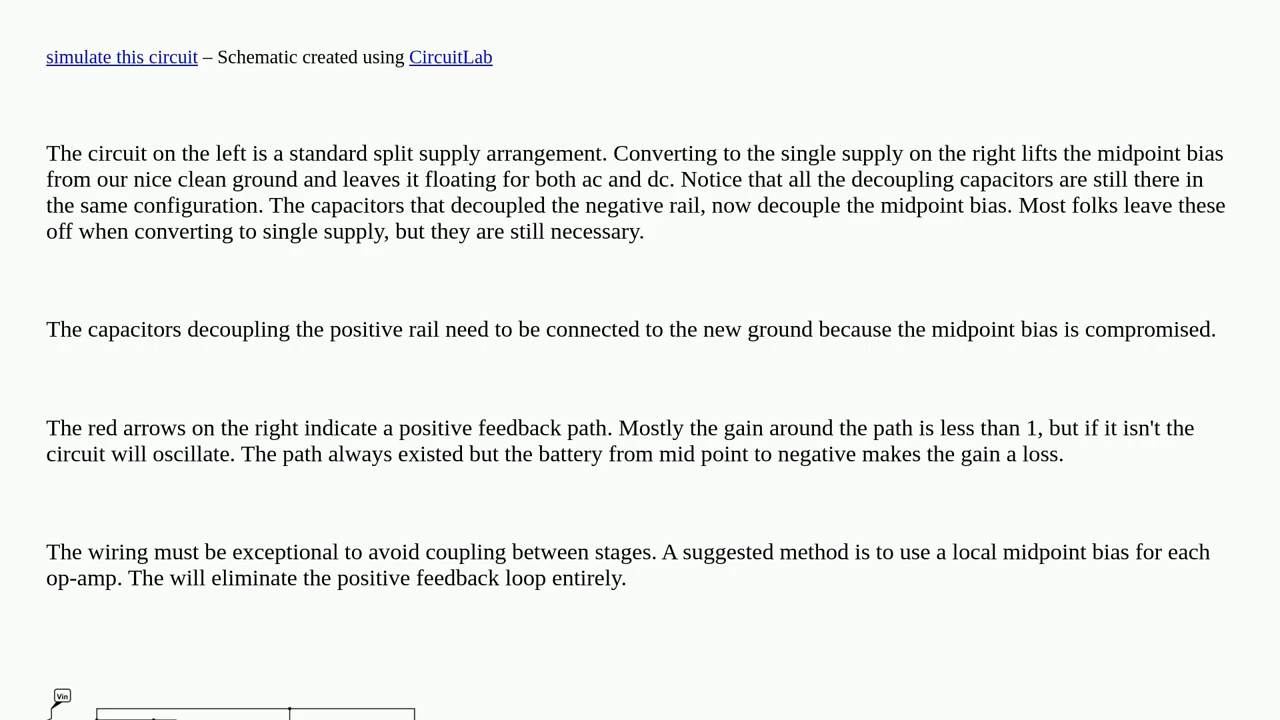 simulate this circuit – Schematic created using CircuitLab
The circuit on the left is a standard split supply arrangement. Converting to the single supply on the right lifts the midpoint bias
from our nice clean ground and leaves it floating for both ac and dc. Notice that all the decoupling capacitors are still there in
the same configuration. The capacitors that decoupled the negative rail, now decouple the midpoint bias. Most folks leave these
off when converting to single supply, but they are still necessary.
The capacitors decoupling the positive rail need to be connected to the new ground because the midpoint bias is compromised.
The red arrows on the right indicate a positive feedback path. Mostly the gain around the path is less than 1, but if it isn't the
circuit will oscillate. The path always existed but the battery from mid point to negative makes the gain a loss.
The wiring must be exceptional to avoid coupling between stages. A suggested method is to use a local midpoint bias for each
op-amp. The will eliminate the positive feedback loop entirely.
Vin